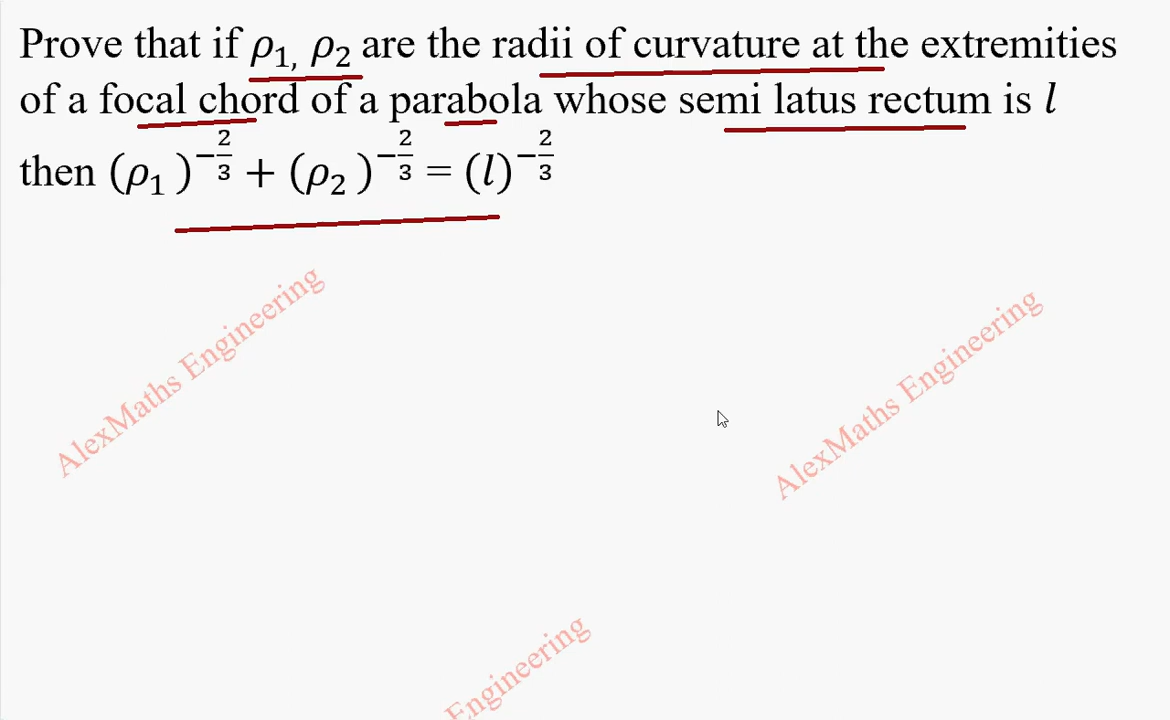 Prove that if ρ₁, ρ₂ are the radii of curvature at the extremities
of a focal chord of a parabola whose semi latus rectum is l
then (ρ₁ )^{-2/3} + (ρ₂ )^{-2/3} = (l)^{-2/3}
AlexMaths Engineering
AlexMaths Engineering
Engineering